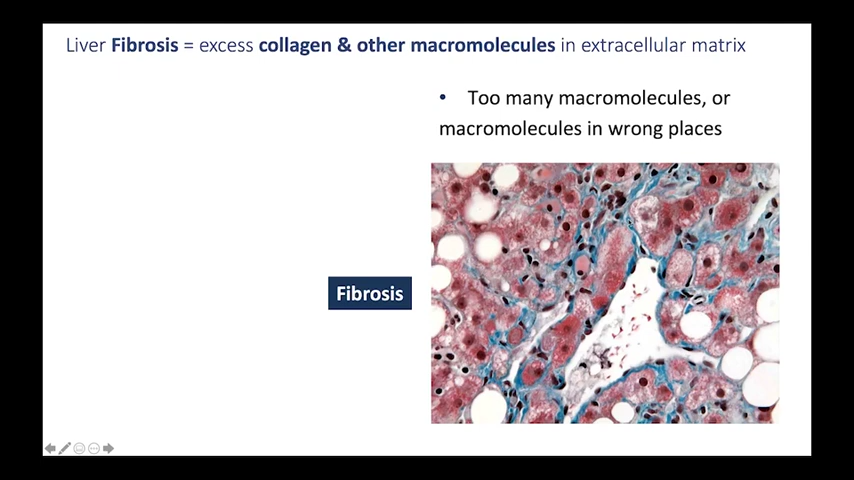 Liver Fibrosis = excess collagen & other macromolecules in extracellular matrix
• Too many macromolecules, or
macromolecules in wrong places
Fibrosis